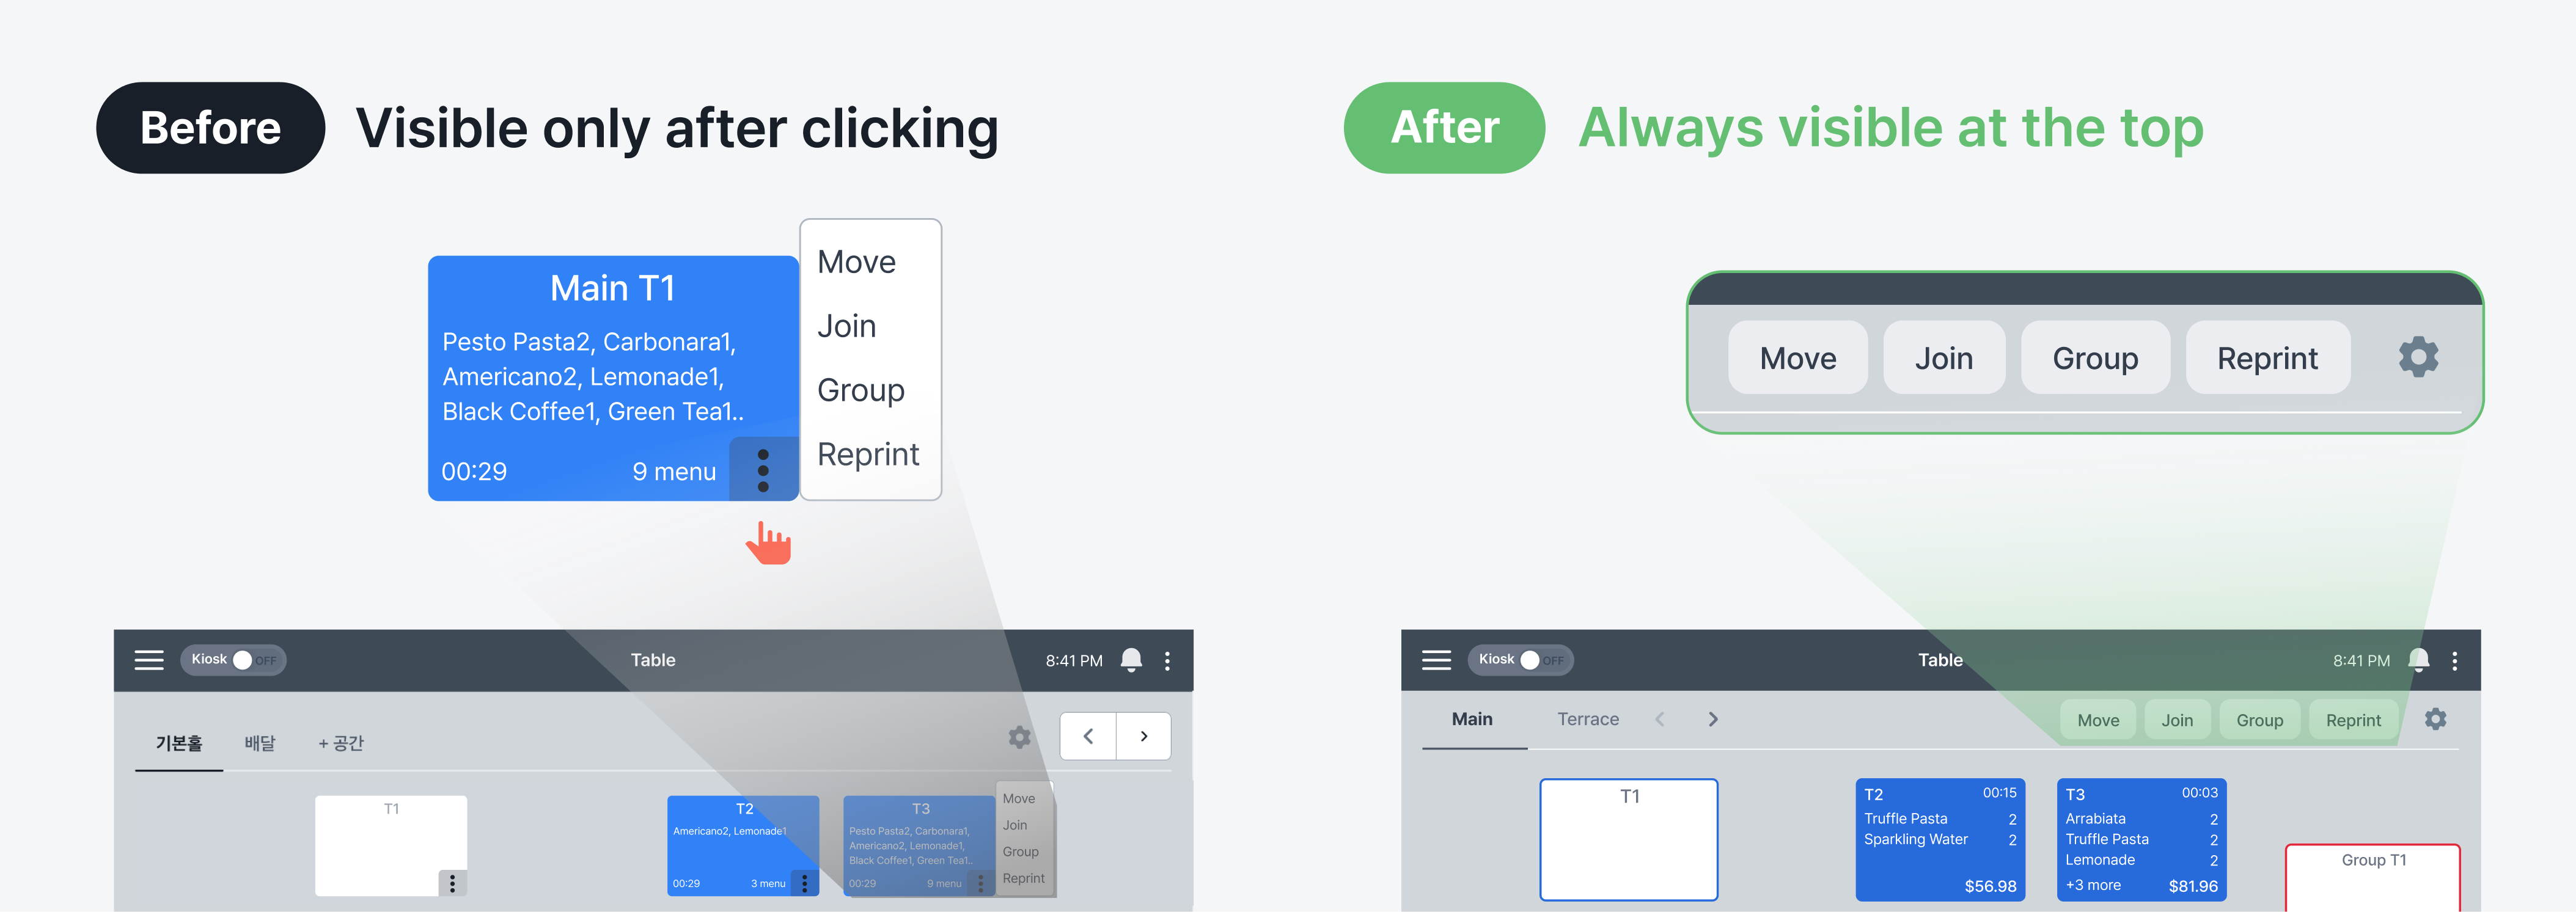 Before Visible only after clicking
Main T1
Pesto Pasta2, Carbonara1,
Americano2, Lemonade1,
Black Coffee1, Green Tea1..
00:29 9 menu
Move
Join
Group
Reprint
Kiosk OFF Table 8:41 PM
기본홀 배달 + 공간
T1
T2
Americano2, Lemonade1
00:29 3 menu
T3
Pesto Pasta2, Carbonara1,
Americano2, Lemonade1,
Black Coffee1, Green Tea1..
00:29 9 menu
Move
Join
Group
Reprint
After Always visible at the top
Move Join Group Reprint
Kiosk OFF Table 8:41 PM
Main Terrace Move Join Group Reprint
T1
T2 00:15
Truffle Pasta 2
Sparkling Water 2
$56.98
T3 00:03
Arrabiata 2
Truffle Pasta 2
Lemonade 2
+3 more $81.96
Group T1